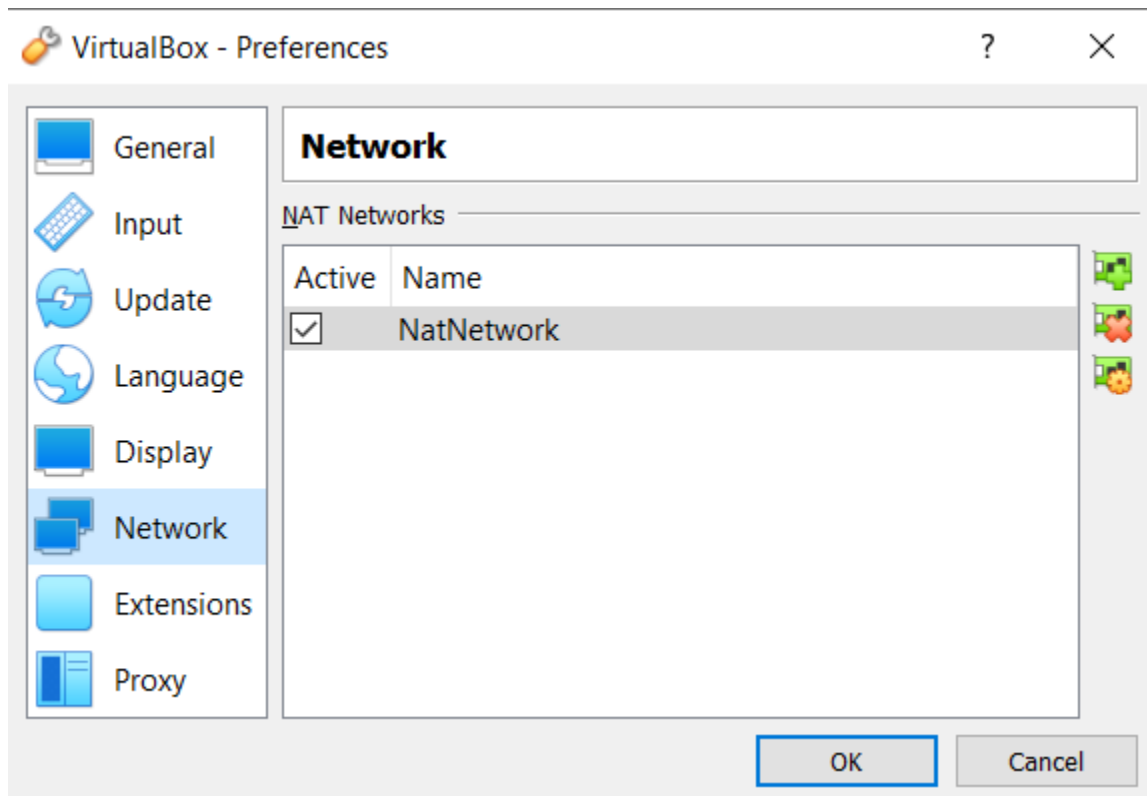 VirtualBox - Preferences
?
General
Input
Update
Language
Display
Network
Extensions
Proxy
Network
NAT Networks
Active Name
NatNetwork
OK Cancel